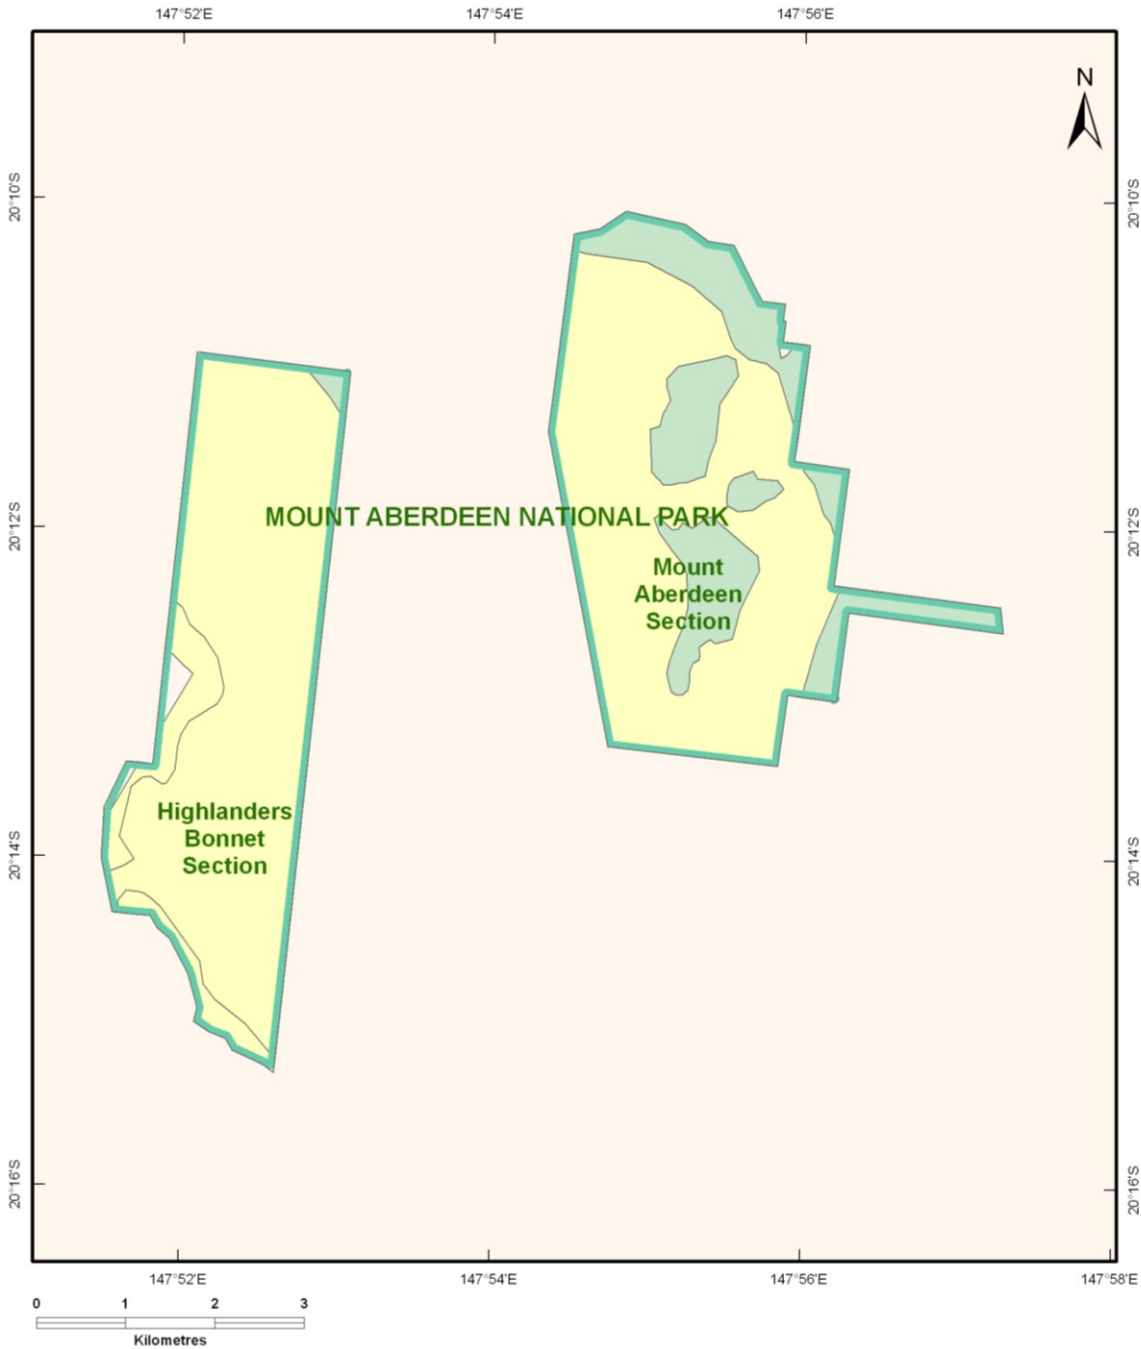 147°52'E
147°54'E
147°56'E
N
20°10'S
20°10'S
20°12'S
20°12'S
MOUNT ABERDEEN NATIONAL PARK
Mount
Aberdeen
Section
Highlanders
Bonnet
Section
20°14'S
20°14'S
20°16'S
20°16'S
147°52'E
147°54'E
147°56'E
147°58'E
0
1
2
3
Kilometres